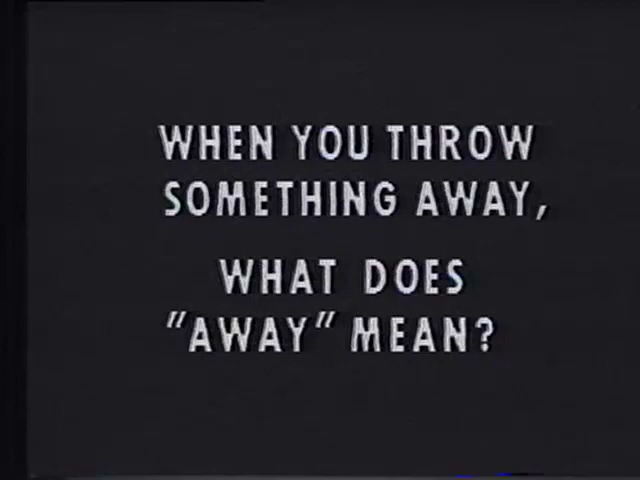 WHEN YOU THROW
SOMETHING AWAY,
WHAT DOES
"AWAY" MEAN?